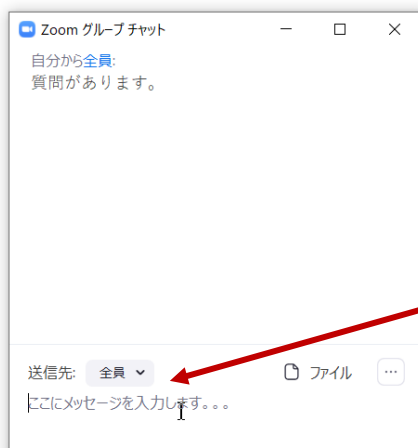 Zoom グループ チャット
自分から全員:
質問があります。
送信先: 全員 ファイル ...
ここにメッセージを入力します。。。